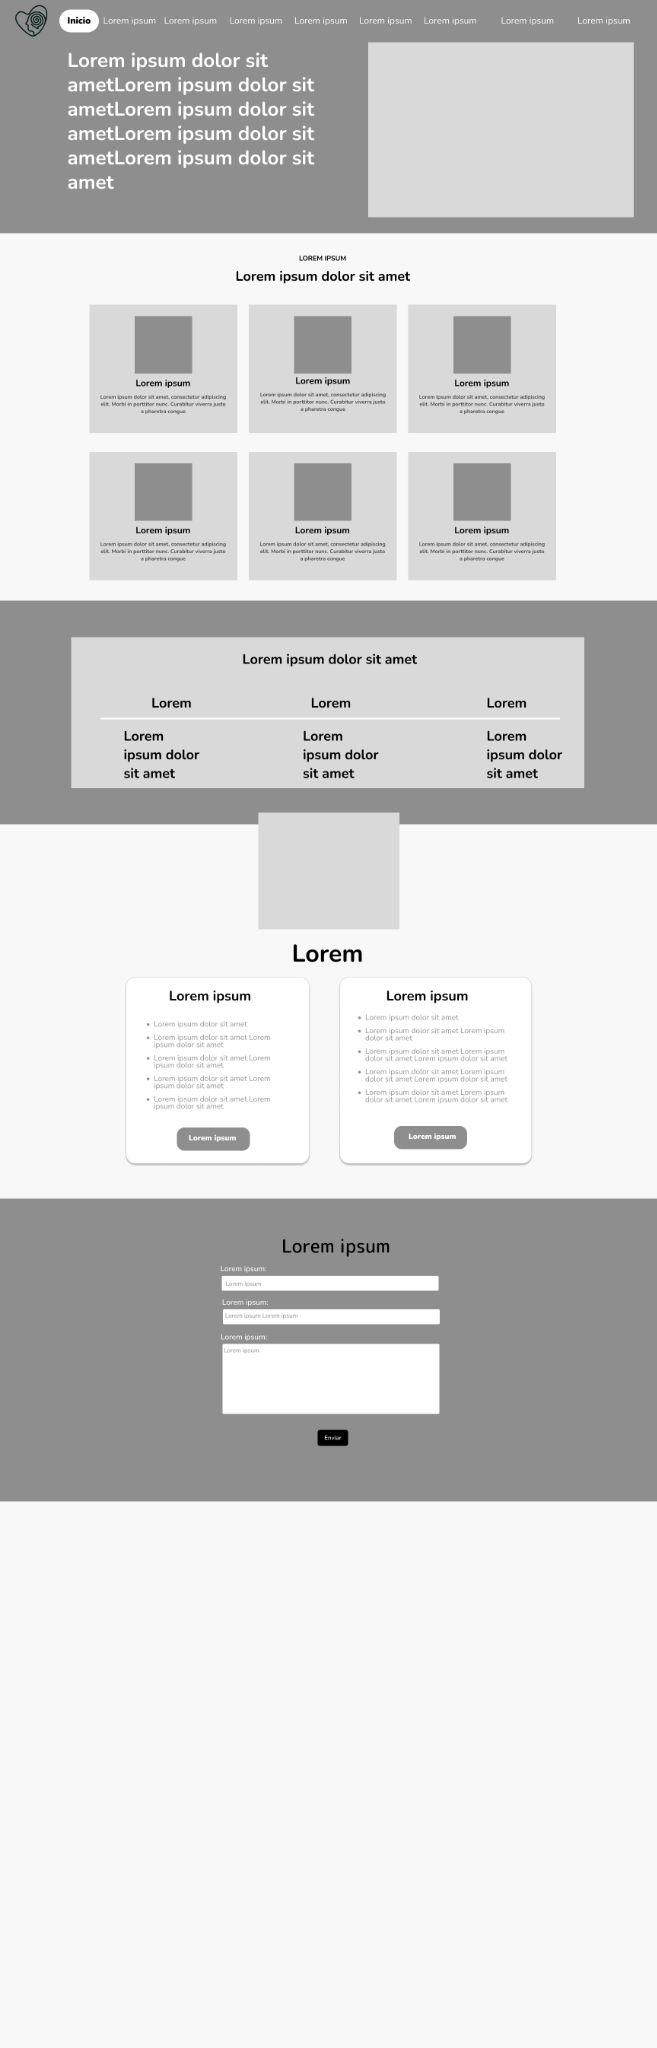 Inicio Lorem ipsum Lorem ipsum Lorem ipsum Lorem ipsum Lorem ipsum Lorem ipsum Lorem ipsum Lorem ipsum
Lorem ipsum dolor sit
ametLorem ipsum dolor sit
ametLorem ipsum dolor sit
ametLorem ipsum dolor sit
ametLorem ipsum dolor sit
amet
LOREM IPSUM
Lorem ipsum dolor sit amet
Lorem ipsum
Lorem ipsum dolor sit amet, consectetur adipiscing
elit. Morbi in porttitor nunc. Curabitur viverra justo
a pharetra congue
Lorem ipsum
Lorem ipsum dolor sit amet, consectetur adipiscing
elit. Morbi in porttitor nunc. Curabitur viverra justo
a pharetra congue
Lorem ipsum
Lorem ipsum dolor sit amet, consectetur adipiscing
elit. Morbi in porttitor nunc. Curabitur viverra justo
a pharetra congue
Lorem ipsum
Lorem ipsum dolor sit amet, consectetur adipiscing
elit. Morbi in porttitor nunc. Curabitur viverra justo
a pharetra congue
Lorem ipsum
Lorem ipsum dolor sit amet, consectetur adipiscing
elit. Morbi in porttitor nunc. Curabitur viverra justo
a pharetra congue
Lorem ipsum
Lorem ipsum dolor sit amet, consectetur adipiscing
elit. Morbi in porttitor nunc. Curabitur viverra justo
a pharetra congue
Lorem ipsum dolor sit amet
Lorem Lorem Lorem
Lorem
ipsum dolor
sit amet
Lorem
ipsum dolor
sit amet
Lorem
ipsum dolor
sit amet
Lorem
Lorem ipsum
• Lorem ipsum dolor sit amet
• Lorem ipsum dolor sit amet Lorem
ipsum dolor sit amet
• Lorem ipsum dolor sit amet Lorem
ipsum dolor sit amet
• Lorem ipsum dolor sit amet Lorem
ipsum dolor sit amet
• Lorem ipsum dolor sit amet Lorem
ipsum dolor sit amet
Lorem ipsum
Lorem ipsum
• Lorem ipsum dolor sit amet
• Lorem ipsum dolor sit amet Lorem ipsum
dolor sit amet
• Lorem ipsum dolor sit amet Lorem ipsum
dolor sit amet Lorem ipsum dolor sit amet
• Lorem ipsum dolor sit amet Lorem ipsum
dolor sit amet Lorem ipsum dolor sit amet
• Lorem ipsum dolor sit amet Lorem ipsum
dolor sit amet Lorem ipsum dolor sit amet
Lorem ipsum
Lorem ipsum
Lorem ipsum:
Lorem ipsum
Lorem ipsum:
Lorem ipsum Lorem ipsum
Lorem ipsum:
Lorem ipsum
Enviar